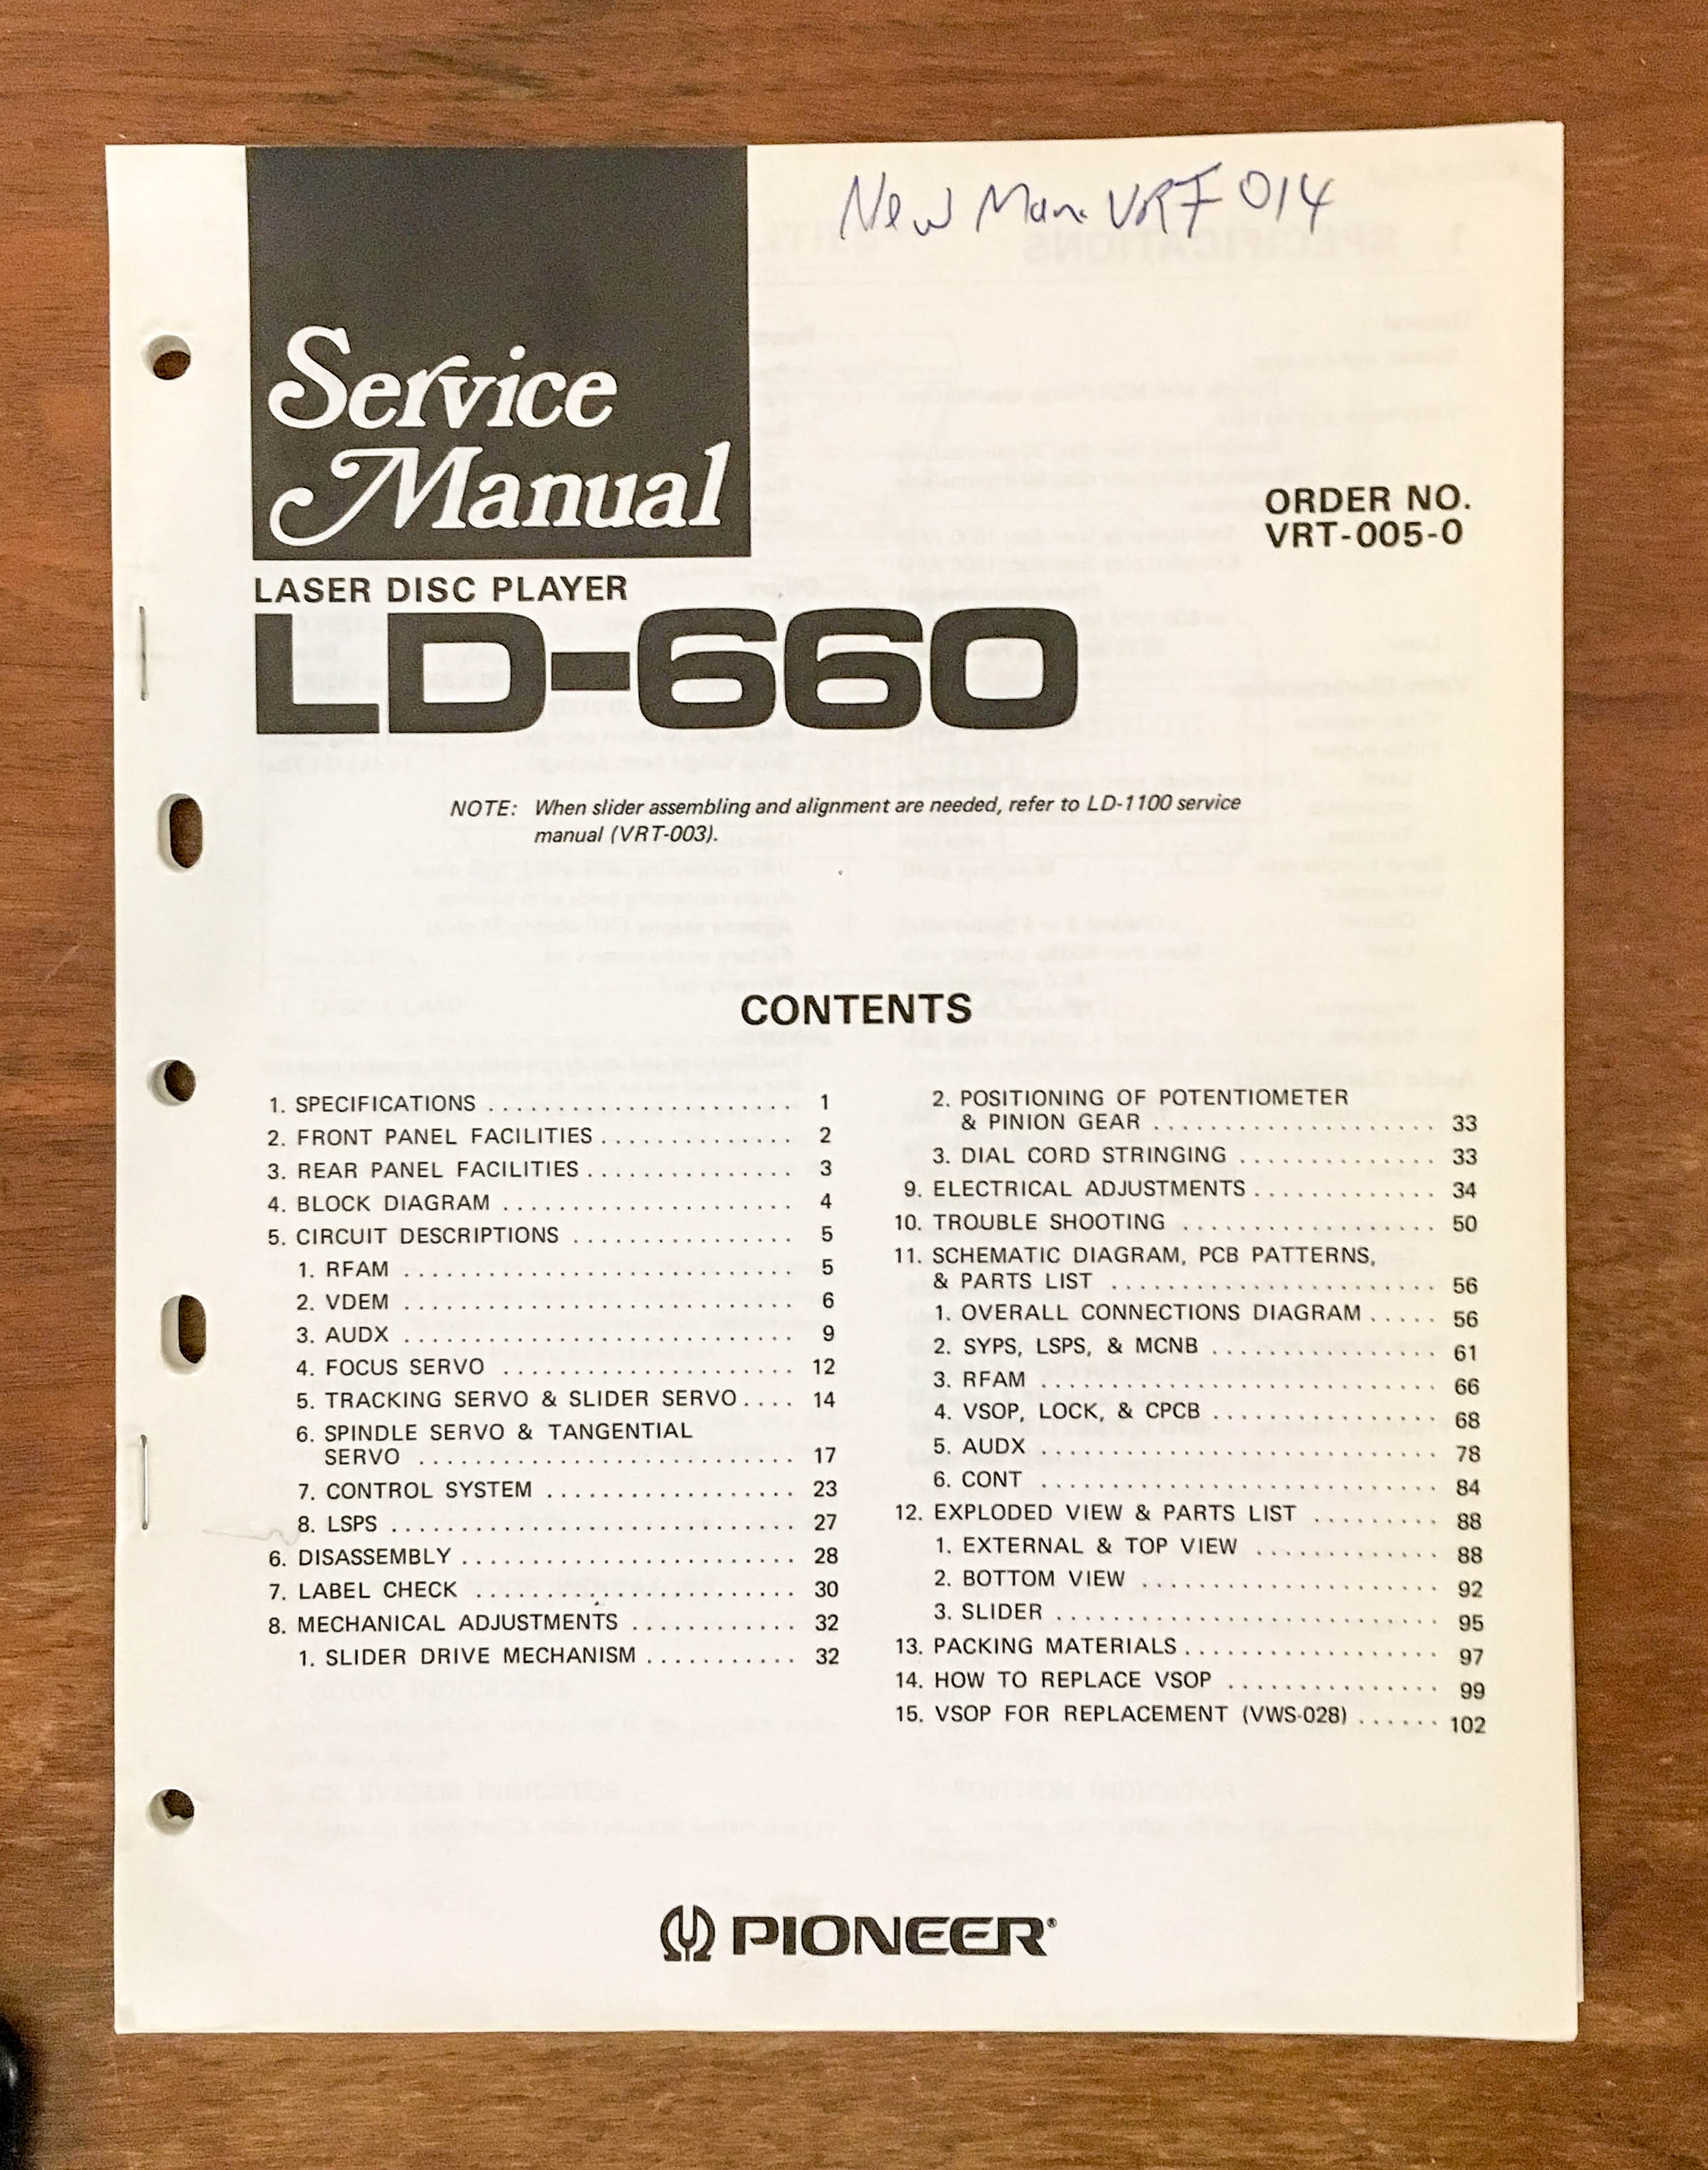 New Man. VRT 014
Service
Manual
ORDER NO.
VRT-005-0
LASER DISC PLAYER
LD-660
NOTE: When slider assembling and alignment are needed, refer to LD-1100 service
manual (VRT-003).
CONTENTS
1. SPECIFICATIONS ...................... 1
2. FRONT PANEL FACILITIES .............. 2
3. REAR PANEL FACILITIES ............... 3
4. BLOCK DIAGRAM ..................... 4
5. CIRCUIT DESCRIPTIONS ................ 5
1. RFAM ............................ 5
2. VDEM ............................ 6
3. AUDX ............................ 9
4. FOCUS SERVO ...................... 12
5. TRACKING SERVO & SLIDER SERVO .... 14
6. SPINDLE SERVO & TANGENTIAL
SERVO ........................... 17
7. CONTROL SYSTEM .................. 23
8. LSPS ............................. 27
6. DISASSEMBLY ........................ 28
7. LABEL CHECK ....................... 30
8. MECHANICAL ADJUSTMENTS ............ 32
1. SLIDER DRIVE MECHANISM ........... 32
2. POSITIONING OF POTENTIOMETER
& PINION GEAR .................... 33
3. DIAL CORD STRINGING .............. 33
9. ELECTRICAL ADJUSTMENTS ............. 34
10. TROUBLE SHOOTING .................. 50
11. SCHEMATIC DIAGRAM, PCB PATTERNS,
& PARTS LIST ....................... 56
1. OVERALL CONNECTIONS DIAGRAM ..... 56
2. SYPS, LSPS, & MCNB ................ 61
3. RFAM ............................ 66
4. VSOP, LOCK, & CPCB ................ 68
5. AUDX ............................ 78
6. CONT ............................ 84
12. EXPLODED VIEW & PARTS LIST ......... 88
1. EXTERNAL & TOP VIEW ............. 88
2. BOTTOM VIEW ..................... 92
3. SLIDER ........................... 95
13. PACKING MATERIALS .................. 97
14. HOW TO REPLACE VSOP ............... 99
15. VSOP FOR REPLACEMENT (VWS-028) ...... 102
PIONEER®